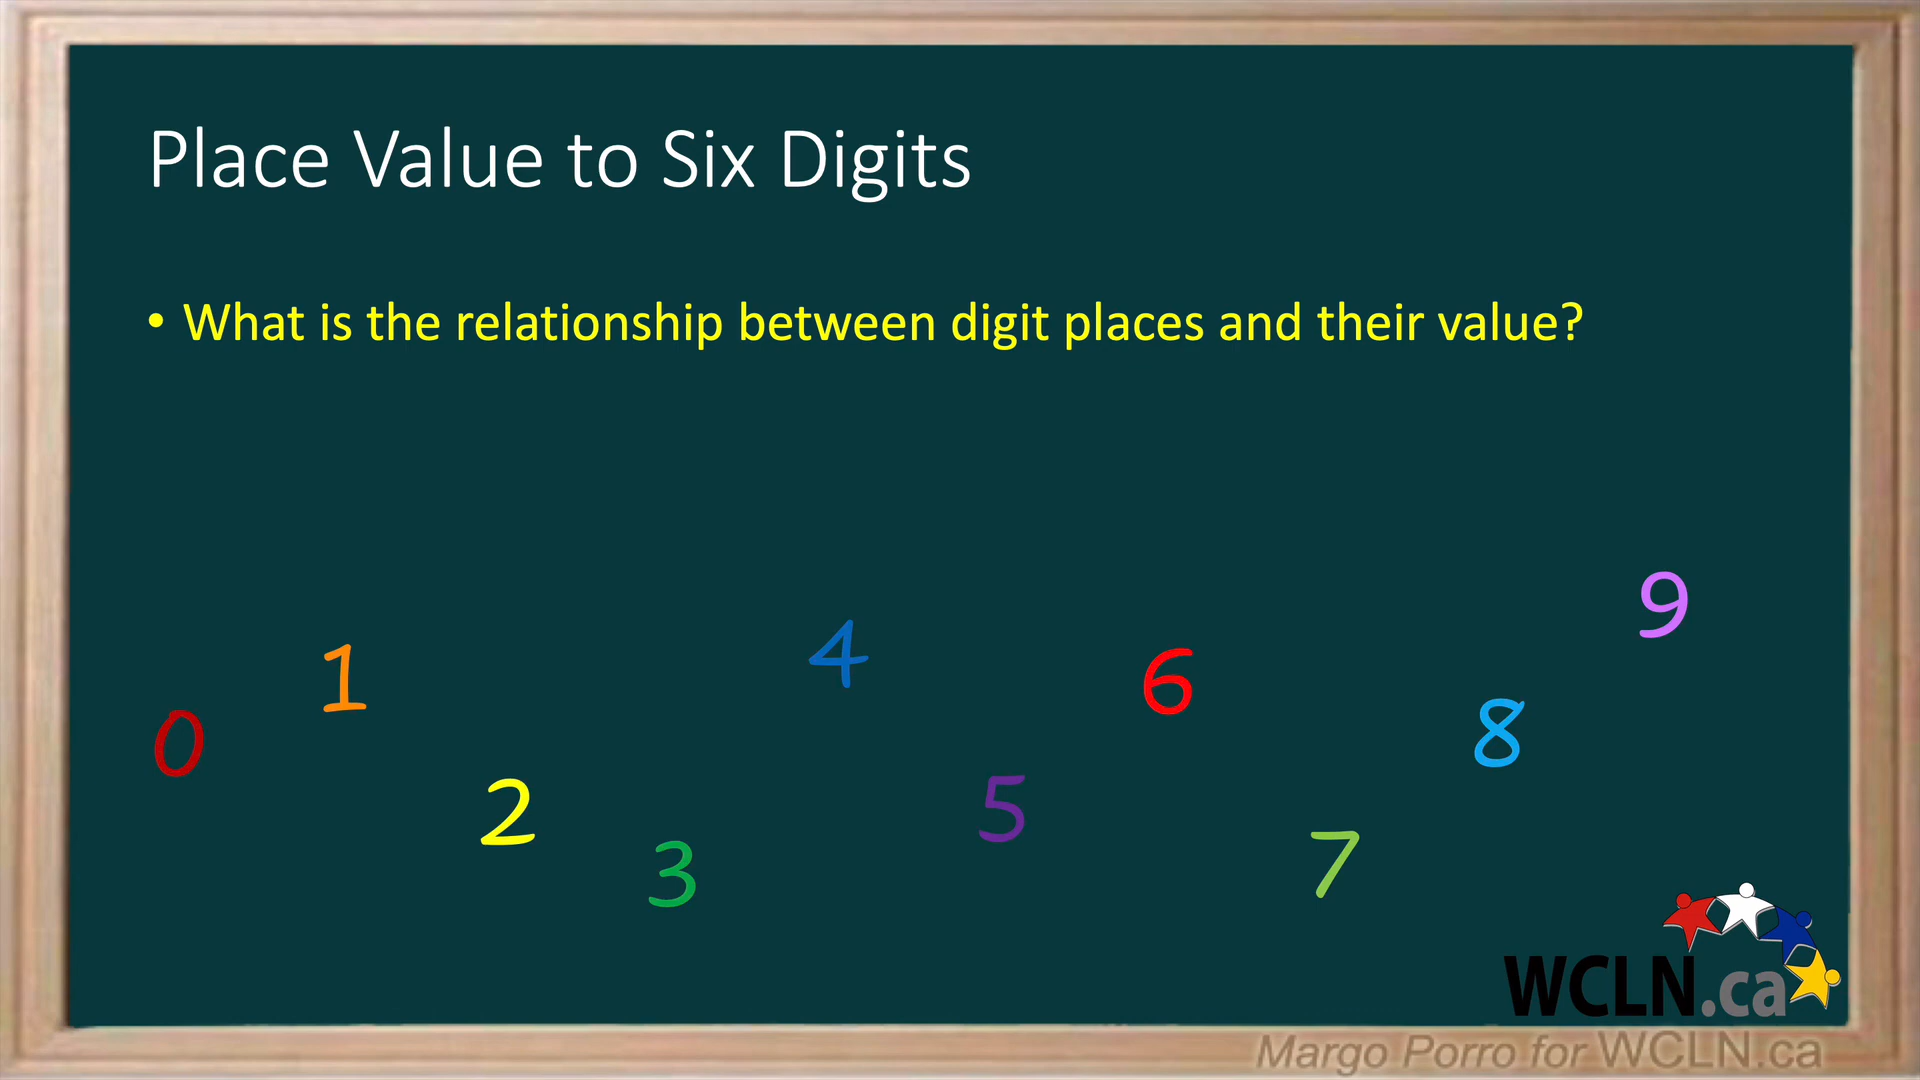 Place Value to Six Digits
• What is the relationship between digit places and their value?
0 1 2 3 4 5 6 7 8 9
WCLN.ca
Margo Porro for WCLN.ca